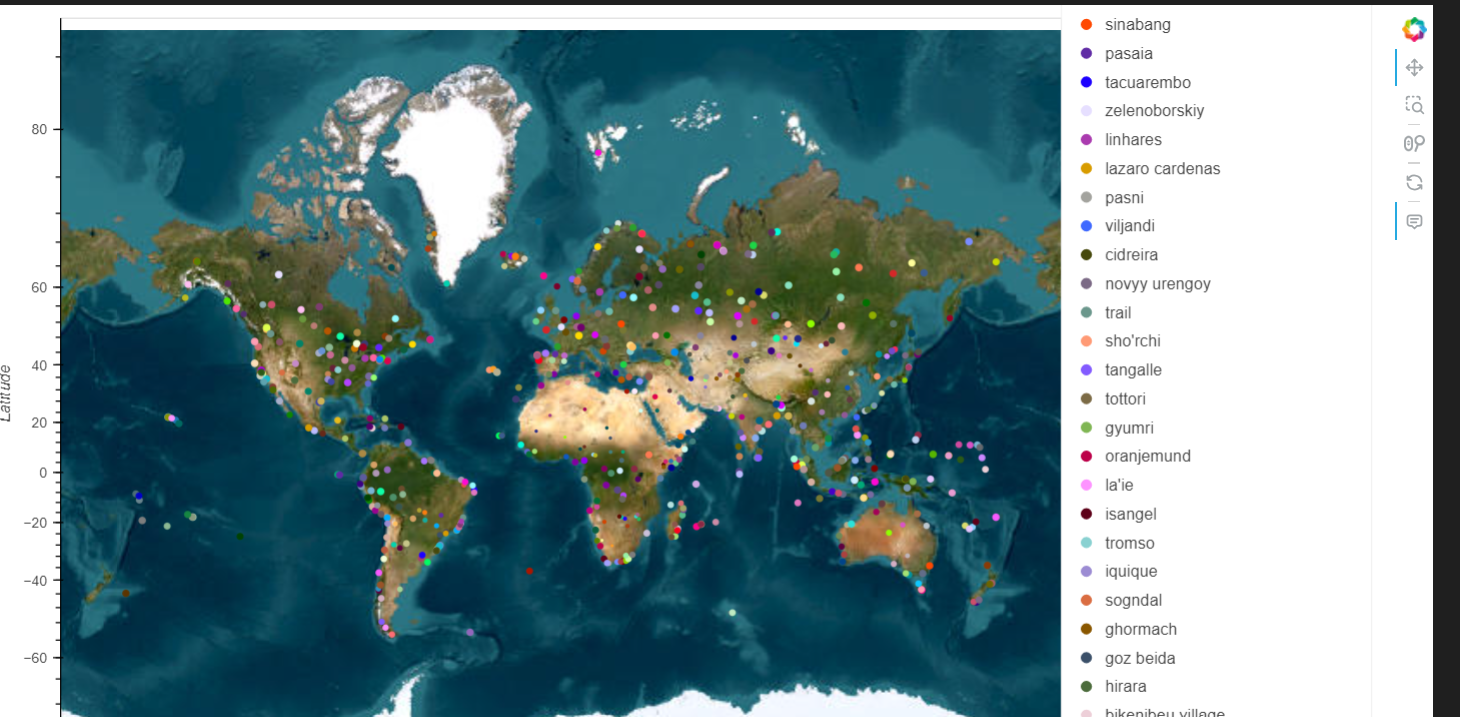 80
60
40
20
0
−20
−40
−60
Latitude
sinabang
pasaia
tacuarembo
zelenoborskiy
linhares
lazaro cardenas
pasni
viljandi
cidreira
novyy urengoy
trail
sho'rchi
tangalle
tottori
gyumri
oranjemund
la'ie
isangel
tromso
iquique
sogndal
ghormach
goz beida
hirara
bikenibeu village